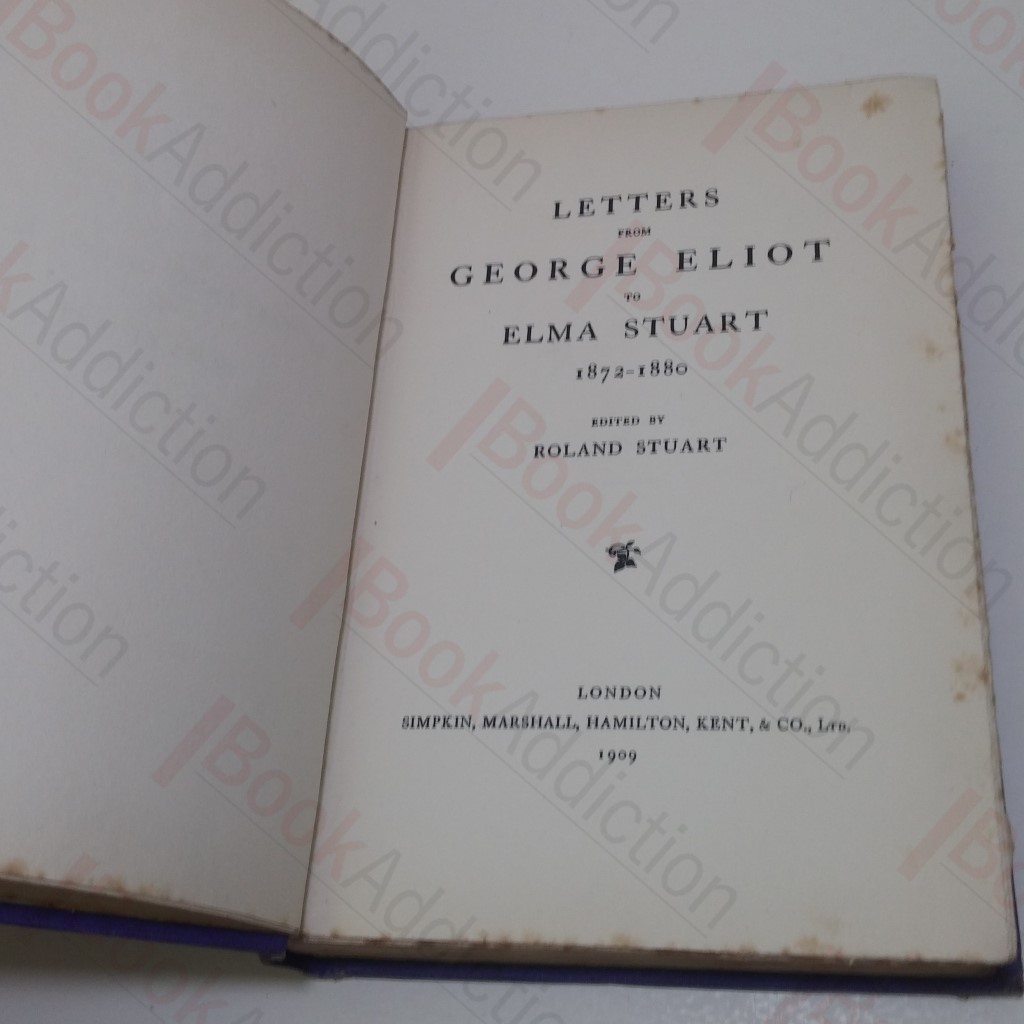 LETTERS
FROM
GEORGE ELIOT
TO
ELMA STUART
1872-1880
EDITED BY
ROLAND STUART
LONDON
SIMPKIN, MARSHALL, HAMILTON, KENT, & CO., LTD.
1909
BookAddiction